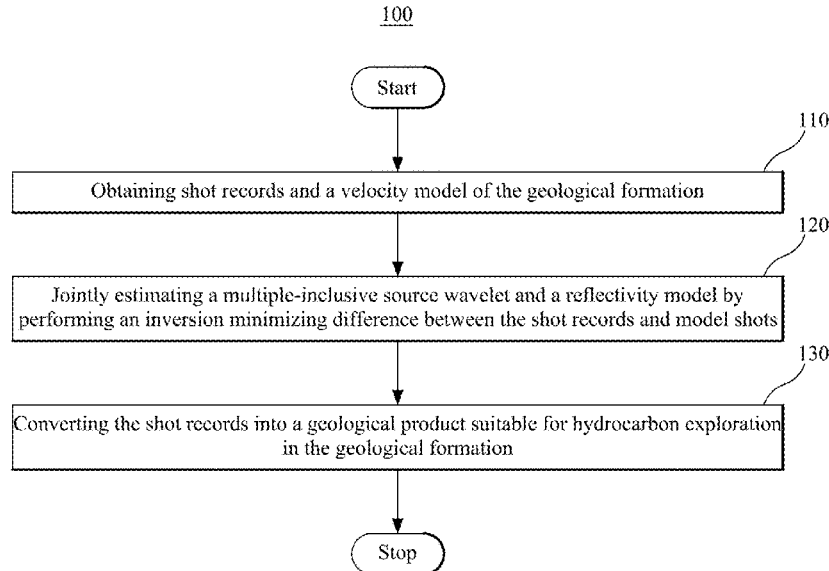 100
Start
110
Obtaining shot records and a velocity model of the geological formation
120
Jointly estimating a multiple-inclusive source wavelet and a reflectivity model by
performing an inversion minimizing difference between the shot records and model shots
130
Converting the shot records into a geological product suitable for hydrocarbon exploration
in the geological formation
Stop